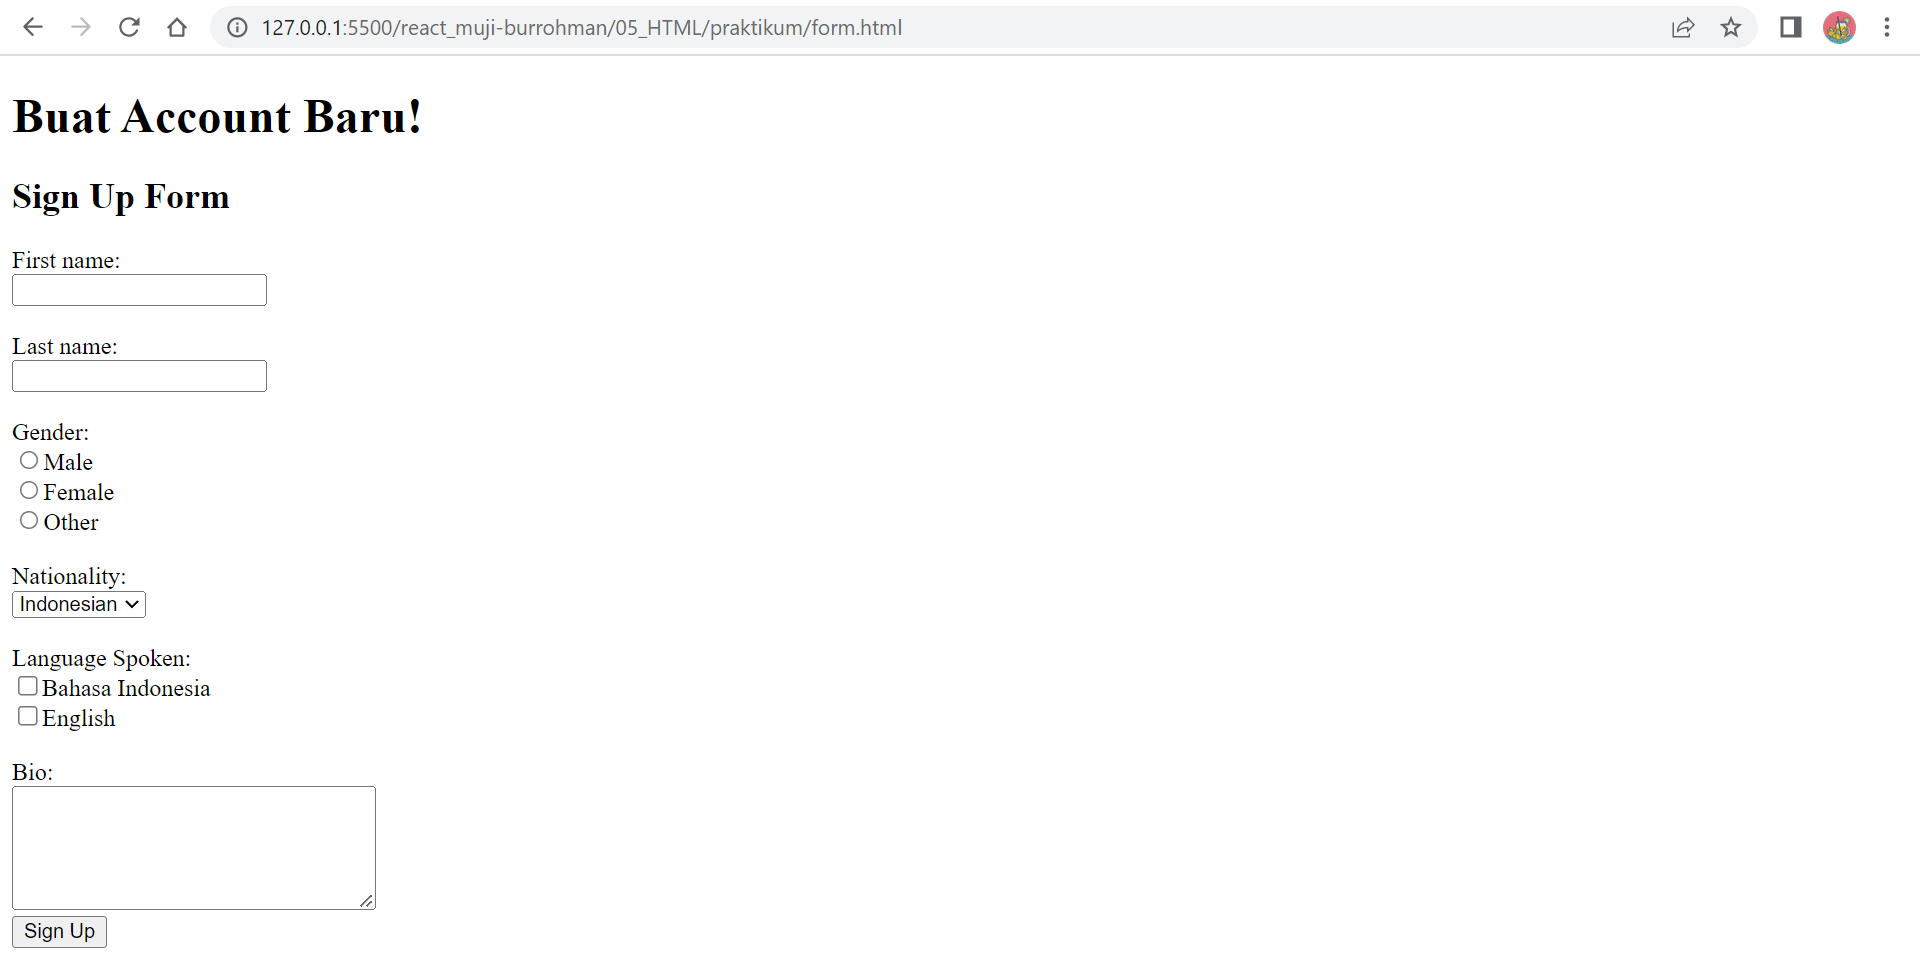 127.0.0.1:5500/react_muji-burrohman/05_HTML/praktikum/form.html
Buat Account Baru!
Sign Up Form
First name:
Last name:
Gender:
Male
Female
Other
Nationality:
Indonesian
Language Spoken:
Bahasa Indonesia
English
Bio:
Sign Up